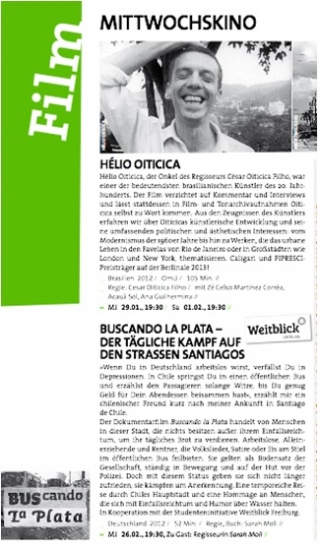 Film
MITTWOCHSKINO
HÉLIO OITICICA
Hélio Oiticica, der Onkel des Regisseurs César Oiticica Filho, war
einer der bedeutendsten brasilianischen Künstler des 20. Jahr-
hunderts. Der Film verzichtet auf Kommentar und Interviews
und lässt stattdessen in Film- und Tonarchivaufnahmen Oiti-
cica selbst zu Wort kommen. Aus den Zeugnissen des Künstlers
erfahren wir über Oiticicas künstlerische Entwicklung und sei-
ne umfassenden politischen und ästhetischen Interessen: vom
Modernismus der 1950er Jahre bis hin zu Werken, die das urbane
Leben in den Favelas von Rio de Janeiro oder in Großstädten wie
London und New York, thematisieren. Caligari und FIPRESCI-
Preisträger auf der Berlinale 2013!
Brasilien 2012 / OmU / 105 Min. //
Regie: Cesar Oiticica Filho / mit Zé Celso Martinez Corrêa,
Acauã Sol, Ana Guilhermina //
Mi 29.01., 19:30 / Sa 01.02., 19:30 /
BUSCANDO LA PLATA –
DER TÄGLICHE KAMPF AUF
DEN STRASSEN SANTIAGOS
Weitblick
»Wenn Du in Deutschland arbeitslos wirst, verfällst Du in
Depressionen. In Chile springst Du in einen öffentlichen Bus
und erzählst den Passagieren solange Witze, bis Du genug
Geld für Dein Abendessen beisammen hast«, erzählt mir ein
chilenischer Freund kurz nach meiner Ankunft in Santiago
de Chile.
Der Dokumentarfilm Buscando la Plata handelt von Menschen
in dieser Stadt, die nichts besitzen außer ihrem Einfallsreich-
tum, um ihr tägliches Brot zu verdienen. Arbeitslose, Allein-
erziehende und Rentner, die Volkslieder, Satire oder Eis am Stiel
im öffentlichen Bus feilbieten. Sie gelten als Bodensatz der
Gesellschaft, ständig in Bewegung und auf der Hut vor der
Polizei. Doch mit diesem Status geben sie sich nicht länger
zufrieden, sie kämpfen um Anerkennung. Eine temporeiche Rei-
se durch Chiles Hauptstadt und eine Hommage an Menschen,
die sich mit Einfallsreichtum und Humor über Wasser halten.
In Kooperation mit der Studenteninitiative Weitblick Freiburg.
Deutschland 2012 / 52 Min / Regie, Buch: Sarah Moll //
Mi 26.02., 19:30, Zu Gast: Regisseurin Sarah Moll //
BUScando
la Plata